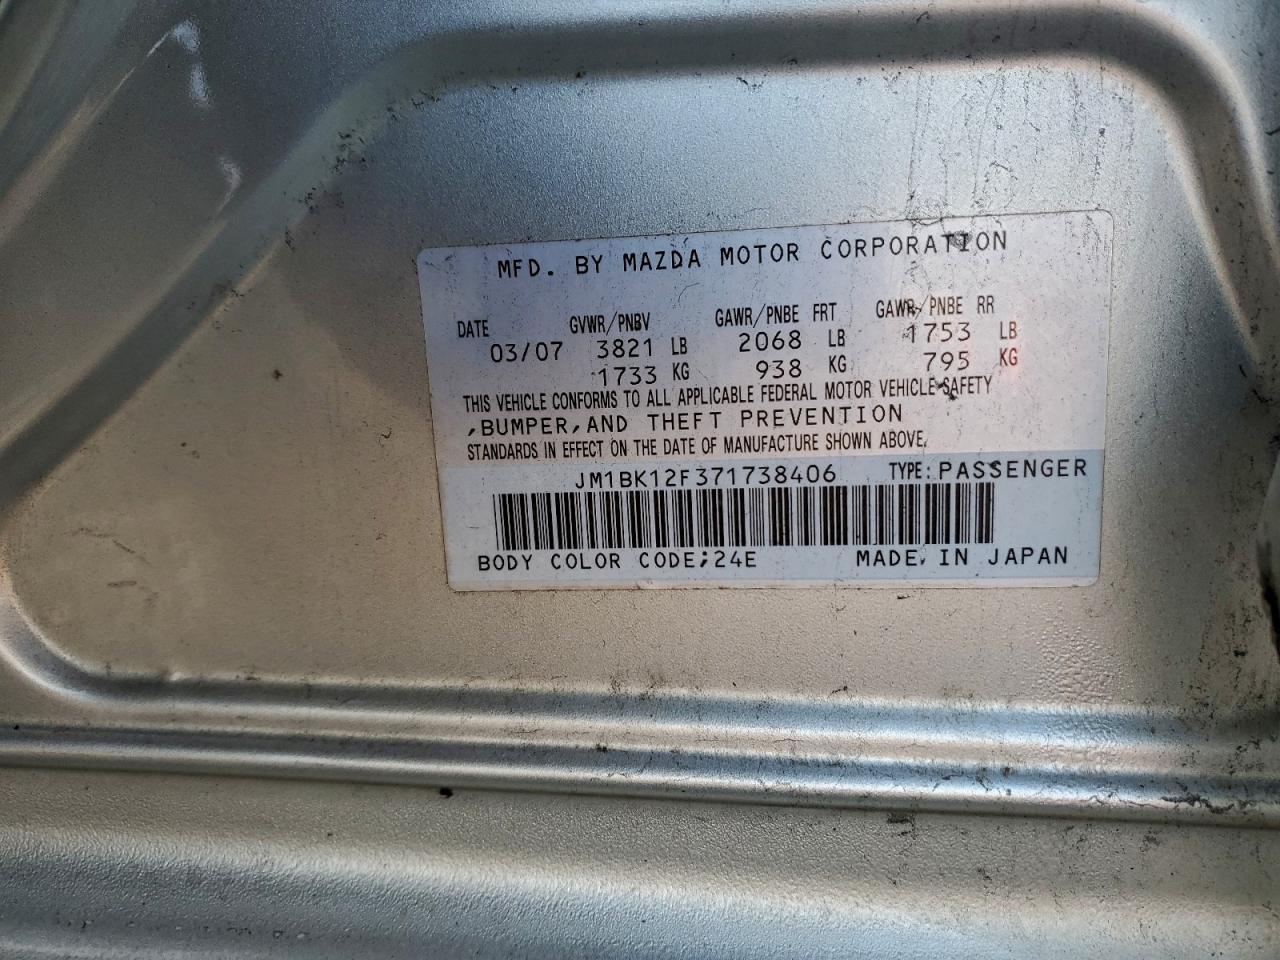 MFD. BY MAZDA MOTOR CORPORATION
DATE GVWR/PNBV GAWR/PNBE FRT GAWR/PNBE RR
03/07 3821 LB 2068 LB 1753 LB
1733 KG 938 KG 795 KG
THIS VEHICLE CONFORMS TO ALL APPLICABLE FEDERAL MOTOR VEHICLE SAFETY
,BUMPER,AND THEFT PREVENTION
STANDARDS IN EFFECT ON THE DATE OF MANUFACTURE SHOWN ABOVE.
JM1BK12F371738406 TYPE: PASSENGER
BODY COLOR CODE;24E MADE IN JAPAN